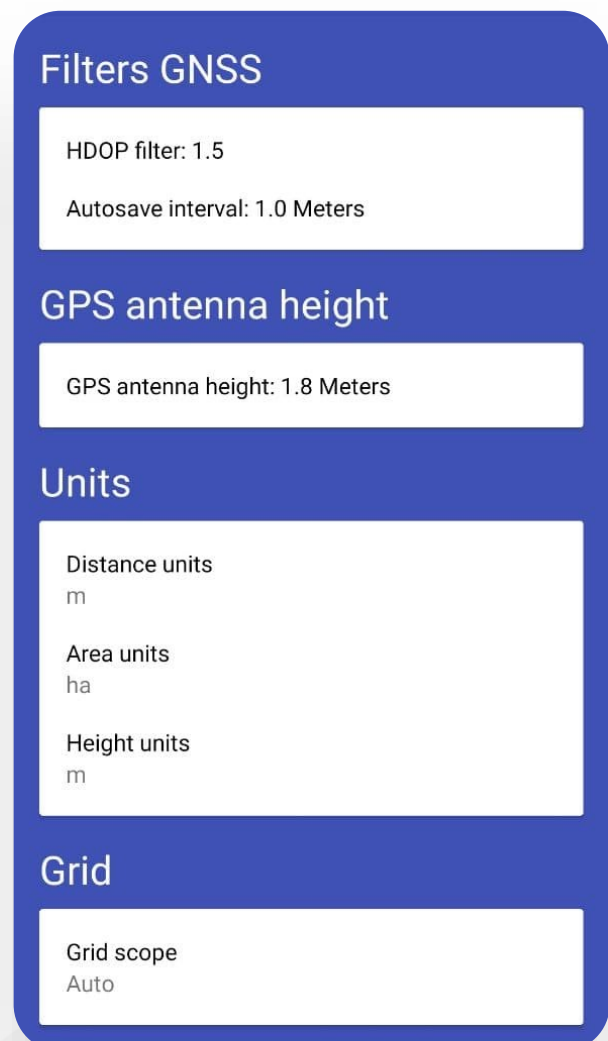 Filters GNSS
HDOP filter: 1.5
Autosave interval: 1.0 Meters
GPS antenna height
GPS antenna height: 1.8 Meters
Units
Distance units
m
Area units
ha
Height units
m
Grid
Grid scope
Auto